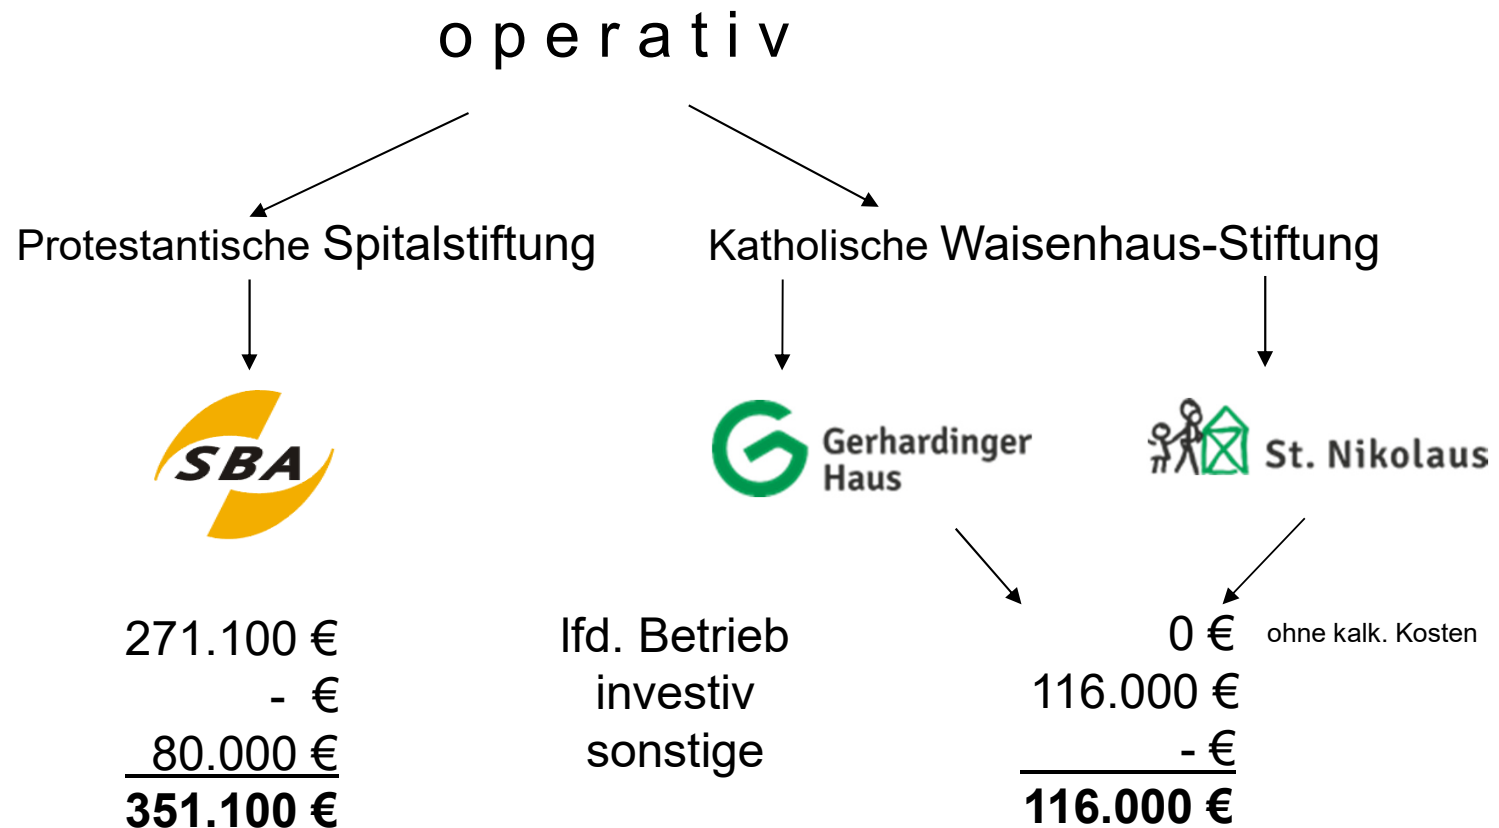 operativ
Protestantische Spitalstiftung
Katholische Waisenhaus-Stiftung
SBA
Gerhardinger
Haus
St. Nikolaus
271.100 € lfd. Betrieb 0 € ohne kalk. Kosten
- € investiv 116.000 €
80.000 € sonstige - €
351.100 € 116.000 €